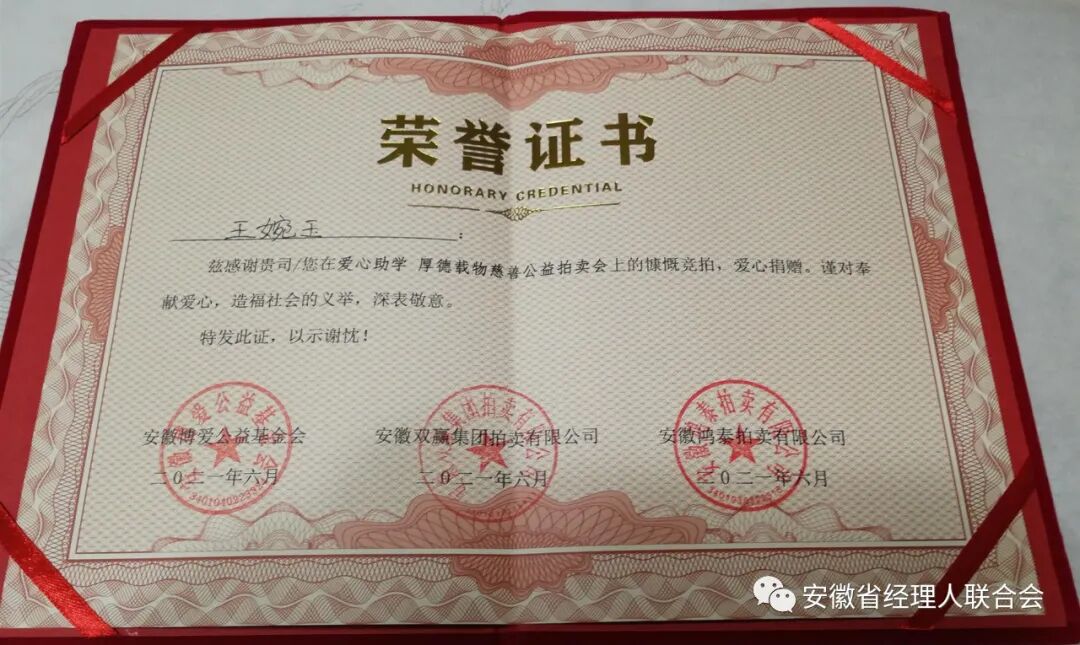 荣誉证书
HONORARY CREDENTIAL
王婉玉：
兹感谢贵司/您在爱心助学 厚德载物慈善公益拍卖会上的慷慨竞拍，爱心捐赠。谨对奉
献爱心，造福社会的义举，深表敬意。
特发此证，以示谢忱！
安徽博爱公益基金会 安徽双赢集团拍卖有限公司 安徽鸿泰拍卖有限公司
二〇二一年六月 二〇二一年六月 二〇二一年六月
安徽省经理人联合会